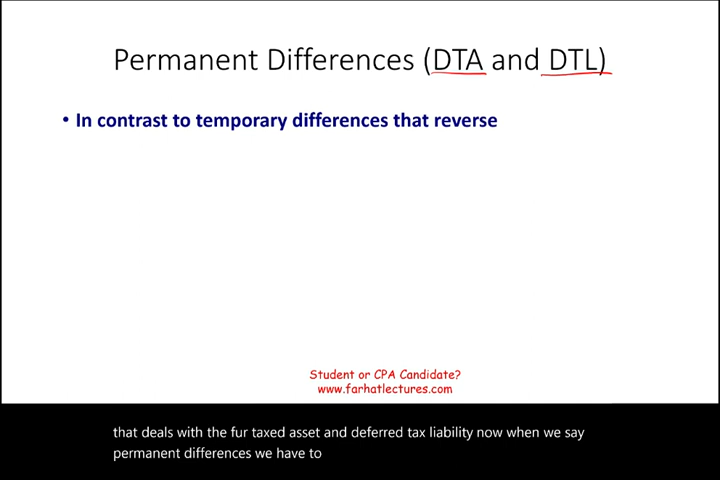 Permanent Differences (DTA and DTL)
• In contrast to temporary differences that reverse
Student or CPA Candidate?
www.farhatlectures.com
that deals with the fur taxed asset and deferred tax liability now when we say
permanent differences we have to